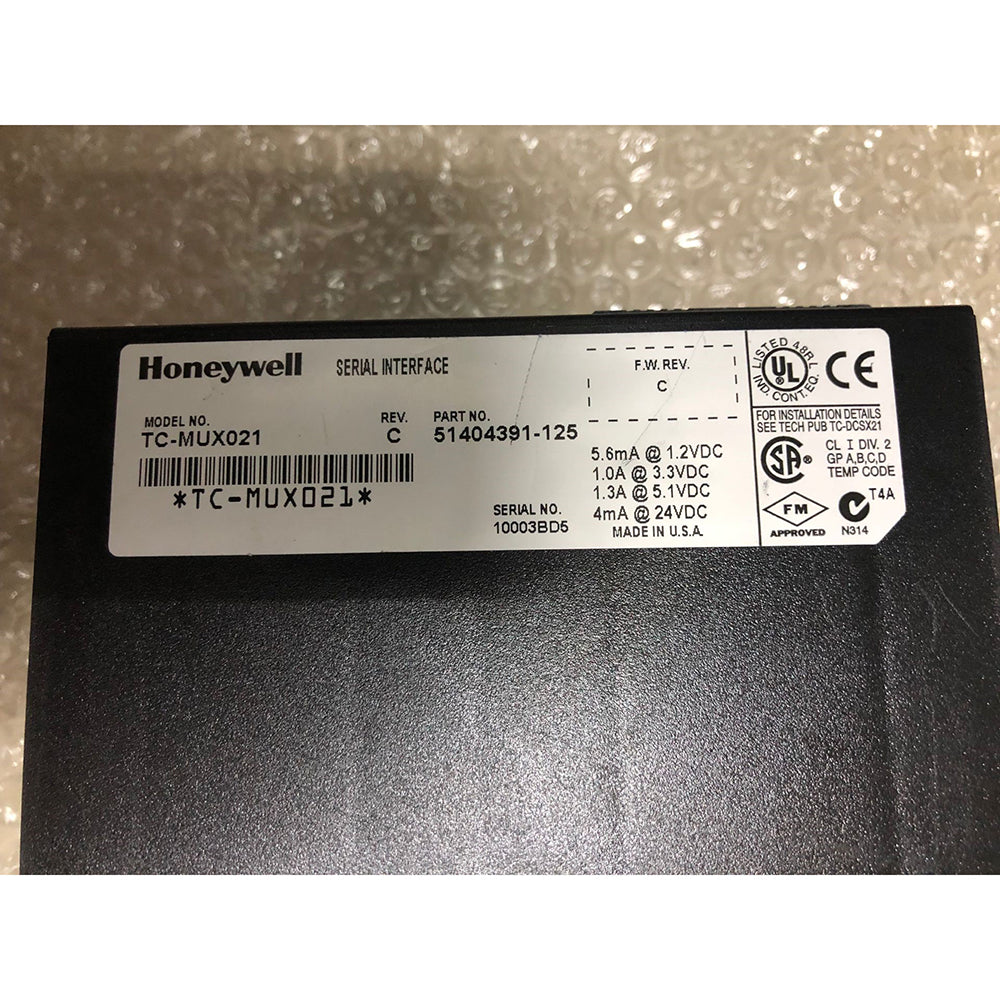 Honeywell
SERIAL INTERFACE
MODEL NO.
TC-MUX021
REV.
C
PART NO.
51404391-125
*TC-MUX021*
SERIAL NO.
10003BD5
F.W. REV.
C
5.6mA @ 1.2VDC
1.0A @ 3.3VDC
1.3A @ 5.1VDC
4mA @ 24VDC
MADE IN U.S.A.
LISTED 48RL
UL
IND. CONT. EQ.
CE
FOR INSTALLATION DETAILS
SEE TECH PUB TC-DCSX21
SA
®
CL I DIV. 2
GP A,B,C,D
TEMP CODE
T4A
FM
APPROVED
N314